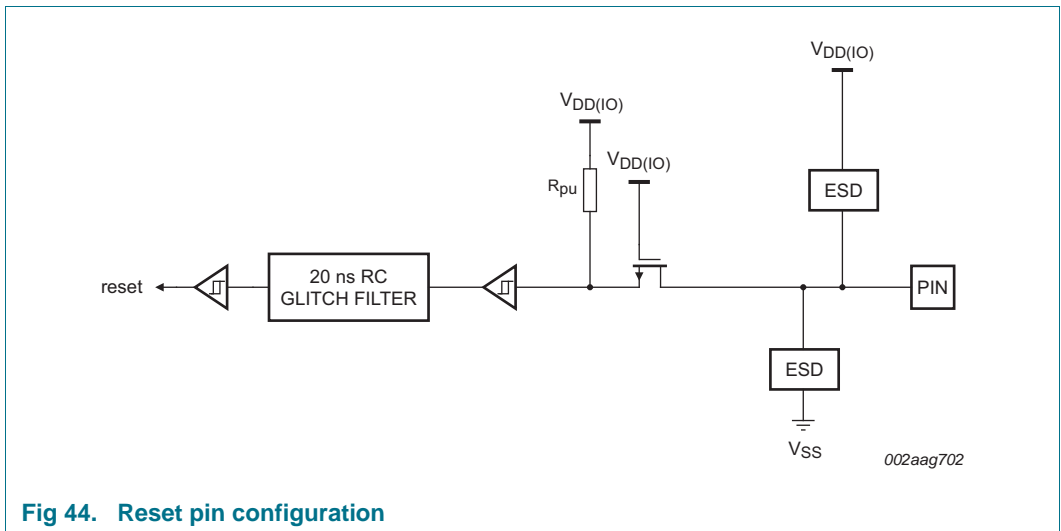 VDD(IO)
VDD(IO)
VDD(IO)
Rpu
ESD
reset
20 ns RC
GLITCH FILTER
PIN
ESD
VSS
002aag702
Fig 44. Reset pin configuration